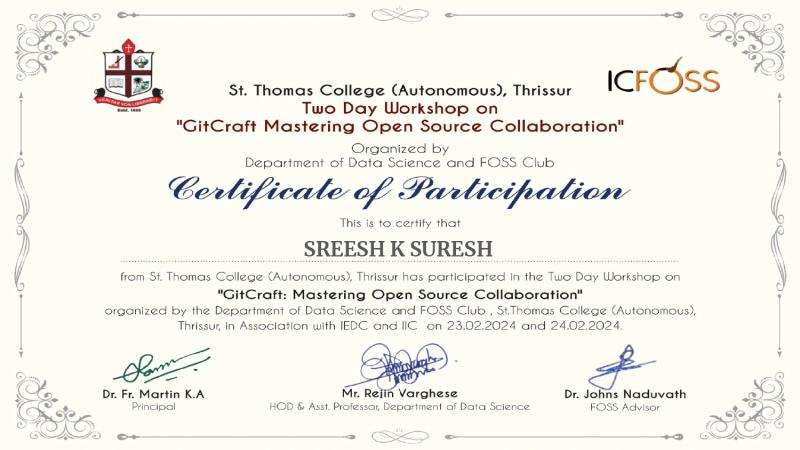 VERITAS VOS LIBERABIT
Estd. 1889
ICFOSS
St. Thomas College (Autonomous), Thrissur
Two Day Workshop on
"GitCraft Mastering Open Source Collaboration"
Organized by
Department of Data Science and FOSS Club
Certificate of Participation
This is to certify that
SREESH K SURESH
from St. Thomas College (Autonomous), Thrissur has participated in the Two Day Workshop on
"GitCraft: Mastering Open Source Collaboration"
organized by the Department of Data Science and FOSS Club , St.Thomas College (Autonomous),
Thrissur, in Association with IEDC and IIC on 23.02.2024 and 24.02.2024.
Dr. Fr. Martin K.A
Principal
Mr. Rejin Varghese
HOD & Asst. Professor, Department of Data Science
Dr. Johns Naduvath
FOSS Advisor